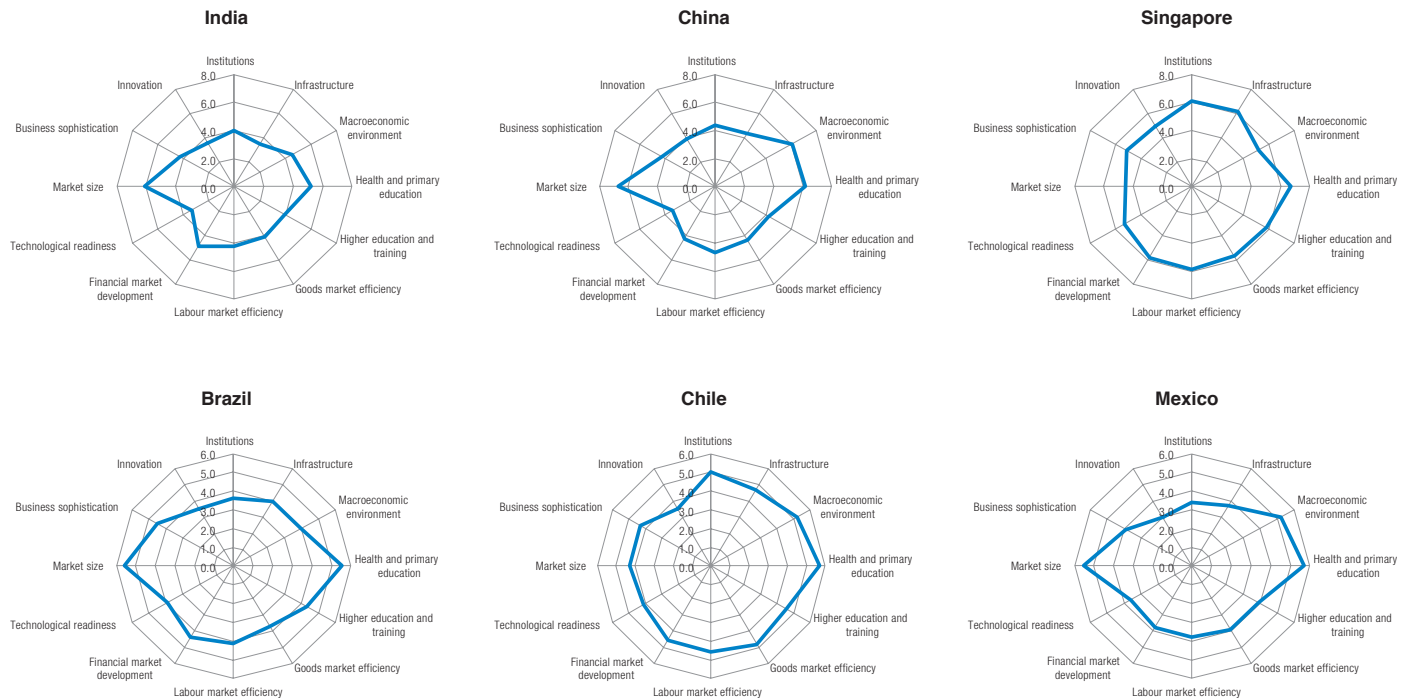 India
Institutions
Infrastructure
Macroeconomic
environment
Health and primary
education
Higher education and
training
Goods market efficiency
Labour market efficiency
Financial market
development
Technological readiness
Market size
Business sophistication
Innovation
8.0
6.0
4.0
2.0
0.0
China
Institutions
Infrastructure
Macroeconomic
environment
Health and primary
education
Higher education and
training
Goods market efficiency
Labour market efficiency
Financial market
development
Technological readiness
Market size
Business sophistication
Innovation
8.0
6.0
4.0
2.0
0.0
Singapore
Institutions
Infrastructure
Macroeconomic
environment
Health and primary
education
Higher education and
training
Goods market efficiency
Labour market efficiency
Financial market
development
Technological readiness
Market size
Business sophistication
Innovation
8.0
6.0
4.0
2.0
0.0
Brazil
Institutions
Infrastructure
Macroeconomic
environment
Health and primary
education
Higher education and
training
Goods market efficiency
Labour market efficiency
Financial market
development
Technological readiness
Market size
Business sophistication
Innovation
6.0
5.0
4.0
3.0
2.0
1.0
0.0
Chile
Institutions
Infrastructure
Macroeconomic
environment
Health and primary
education
Higher education and
training
Goods market efficiency
Labour market efficiency
Financial market
development
Technological readiness
Market size
Business sophistication
Innovation
6.0
5.0
4.0
3.0
2.0
1.0
0.0
Mexico
Institutions
Infrastructure
Macroeconomic
environment
Health and primary
education
Higher education and
training
Goods market efficiency
Labour market efficiency
Financial market
development
Technological readiness
Market size
Business sophistication
Innovation
6.0
5.0
4.0
3.0
2.0
1.0
0.0